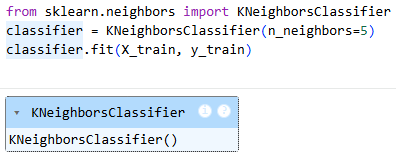 from sklearn.neighbors import KNeighborsClassifier
classifier = KNeighborsClassifier(n_neighbors=5)
classifier.fit(X_train, y_train)
▾ KNeighborsClassifier i ?
KNeighborsClassifier()